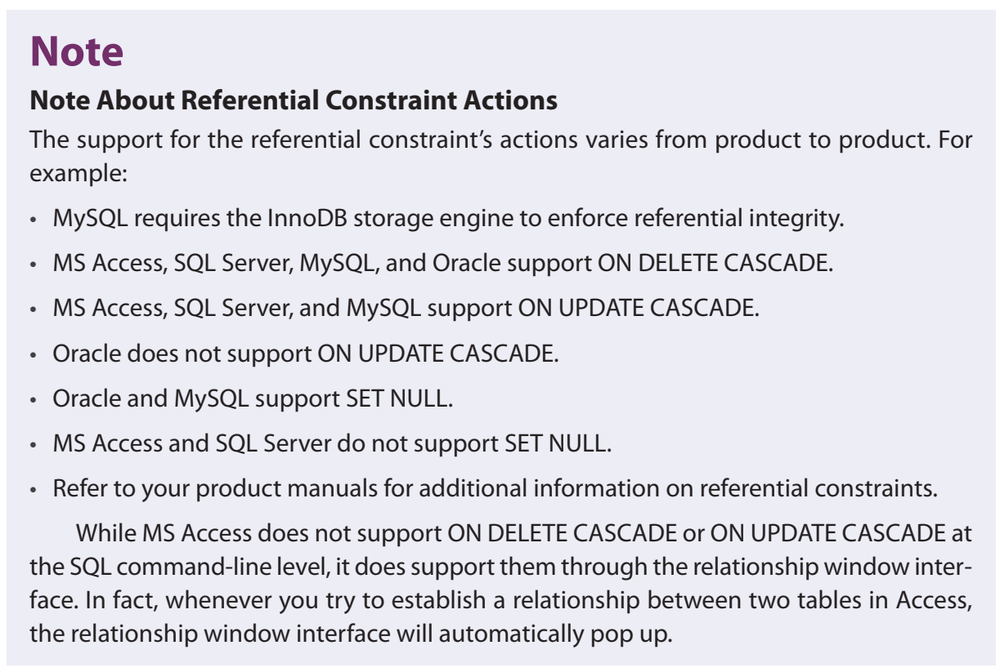 Note
Note About Referential Constraint Actions
The support for the referential constraint’s actions varies from product to product. For
example:
• MySQL requires the InnoDB storage engine to enforce referential integrity.
• MS Access, SQL Server, MySQL, and Oracle support ON DELETE CASCADE.
• MS Access, SQL Server, and MySQL support ON UPDATE CASCADE.
• Oracle does not support ON UPDATE CASCADE.
• Oracle and MySQL support SET NULL.
• MS Access and SQL Server do not support SET NULL.
• Refer to your product manuals for additional information on referential constraints.
While MS Access does not support ON DELETE CASCADE or ON UPDATE CASCADE at
the SQL command-line level, it does support them through the relationship window inter-
face. In fact, whenever you try to establish a relationship between two tables in Access,
the relationship window interface will automatically pop up.